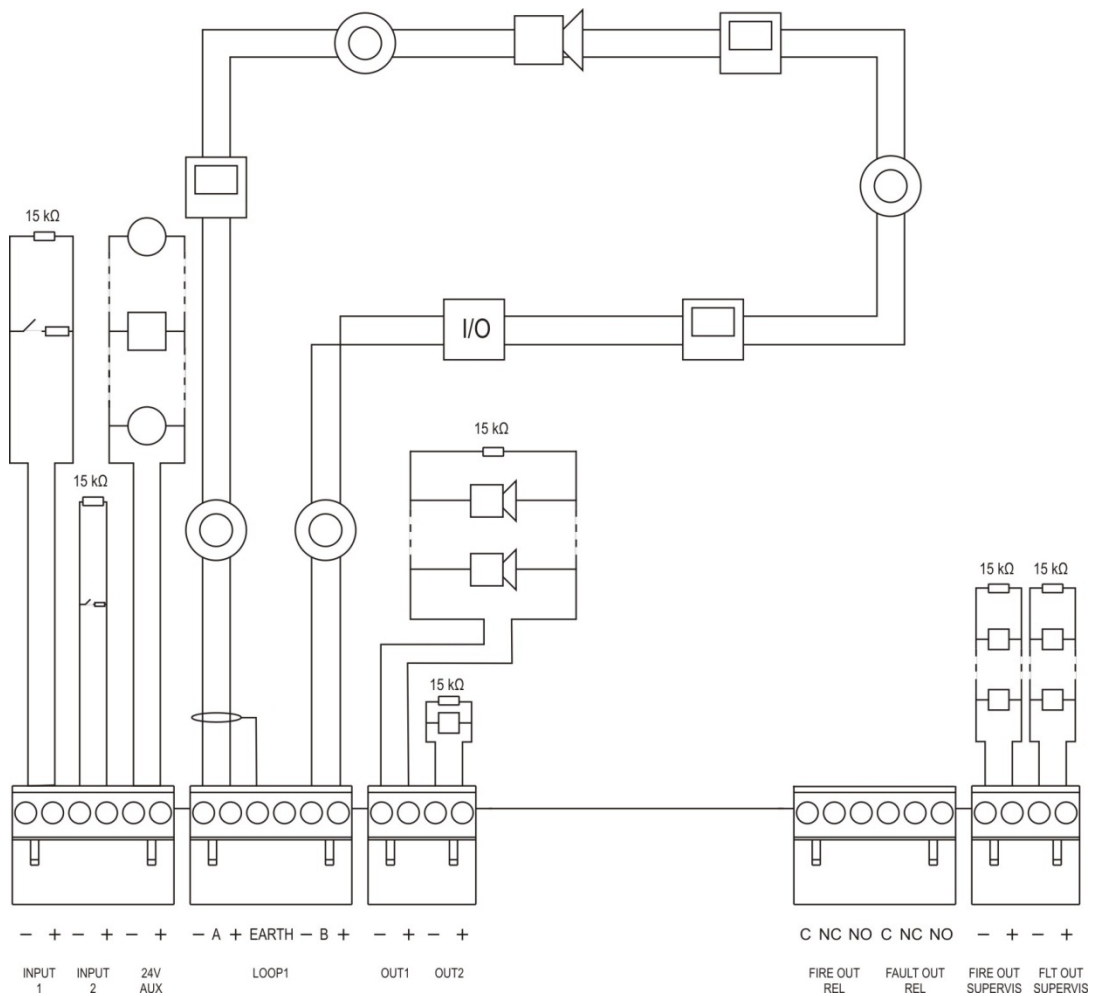 15 kΩ
I/O
15 kΩ
15 kΩ
15 kΩ 15 kΩ
15 kΩ
− + − + − + − A + EARTH − B + − + − + C NC NO C NC NO − + − +
INPUT INPUT 24V LOOP1 OUT1 OUT2 FIRE OUT FAULT OUT FIRE OUT FLT OUT
1 2 AUX REL REL SUPERVIS SUPERVIS